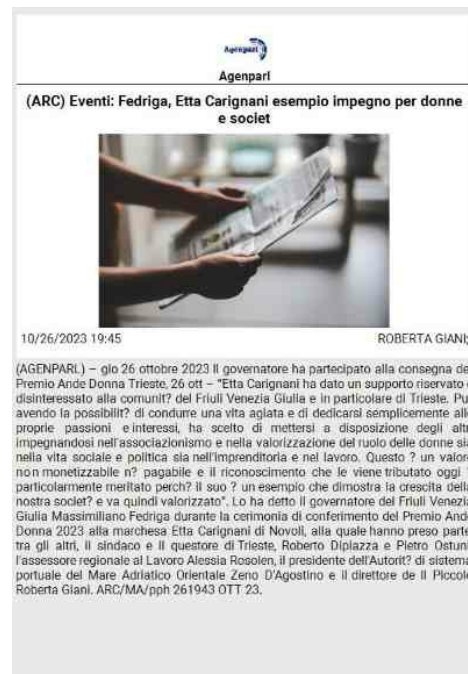 Agenparl
Agenparl
(ARC) Eventi: Fedriga, Etta Carignani esempio impegno per donne
e societ
10/26/2023 19:45
ROBERTA GIANI;
(AGENPARL) – gio 26 ottobre 2023 Il governatore ha partecipato alla consegna de
Premio Ande Donna Trieste, 26 ott – "Etta Carignani ha dato un supporto riservato e
disinteressato alla comunit? del Friuli Venezia Giulia e in particolare di Trieste. Pu
avendo la possibilit? di condurre una vita agiata e di dedicarsi semplicemente alle
proprie passioni e interessi, ha scelto di mettersi a disposizione degli altr
impegnandosi nell'associazionismo e nella valorizzazione del ruolo delle donne sia
nella vita sociale e politica sia nell'imprenditoria e nel lavoro. Questo ? un valore
non monetizzabile n? pagabile e il riconoscimento che le viene tributato oggi
particolarmente meritato perch? il suo ? un esempio che dimostra la crescita della
nostra societ? e va quindi valorizzato". Lo ha detto il governatore del Friuli Venezia
Giulia Massimiliano Fedriga durante la cerimonia di conferimento del Premio Ande
Donna 2023 alla marchesa Etta Carignani di Novoli, alla quale hanno preso parte
tra gli altri, il sindaco e il questore di Trieste, Roberto Dipiazza e Pietro Ostuni
l'assessore regionale al Lavoro Alessia Rosolen, il presidente dell'Autorit? di sistema
portuale del Mare Adriatico Orientale Zeno D'Agostino e il direttore de Il Piccolo
Roberta Giani. ARC/MA/pph 261943 OTT 23.